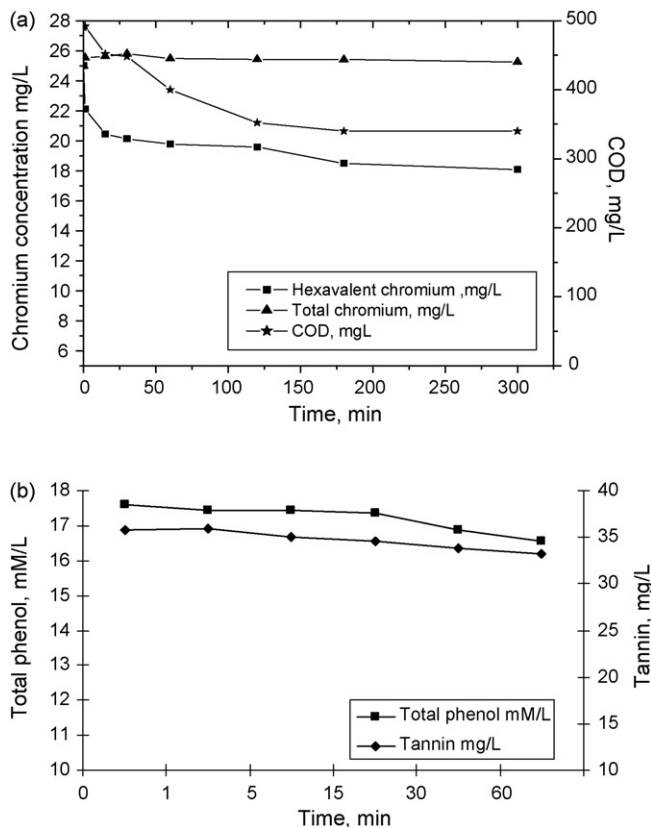 (a)
28
26
24
22
20
18
16
14
12
10
8
6
Chromium concentration mg/L
500
400
300
200
300
100
0
COD, mg/L
Hexavalent chromium ,mg/L
Total chromium, mg/L
COD, mgL
0 50 100 150 200 250 300
Time, min
(b)
18
17
16
15
14
13
12
11
10
Total phenol, mM/L
40
35
30
25
20
15
10
Tannin, mg/L
Total phenol mM/L
Tannin mg/L
0 1 5 15 30 60
Time, min